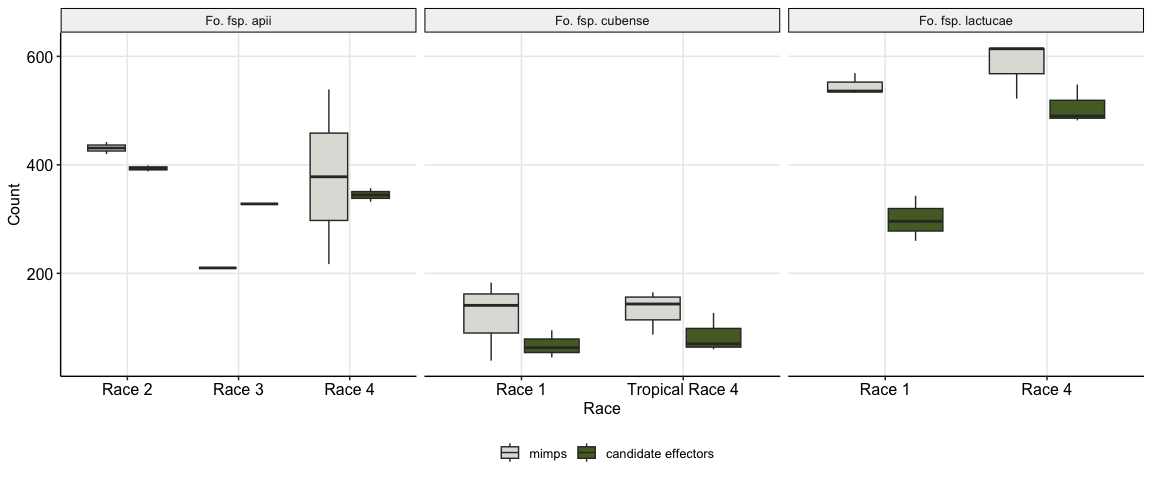 Fo. fsp. apii
Fo. fsp. cubense
Fo. fsp. lactucae
600
400
200
Count
Race 2
Race 3
Race 4
Race 1
Tropical Race 4
Race 1
Race 4
Race
mimps
candidate effectors